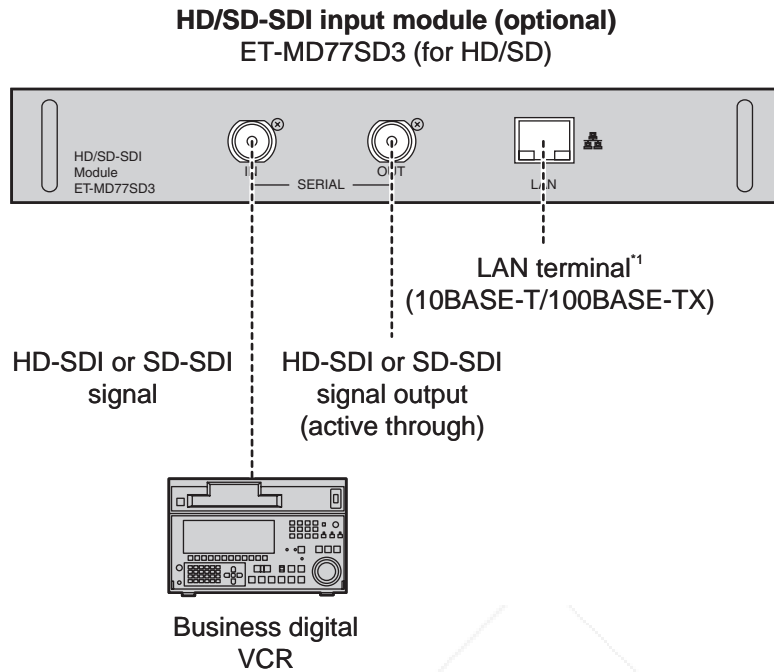 HD/SD-SDI input module (optional)
ET-MD77SD3 (for HD/SD)
HD/SD-SDI
Module
ET-MD77SD3
IN
OUT
SERIAL
LAN
LAN terminal*1
(10BASE-T/100BASE-TX)
HD-SDI or SD-SDI
signal
HD-SDI or SD-SDI
signal output
(active through)
Business digital
VCR